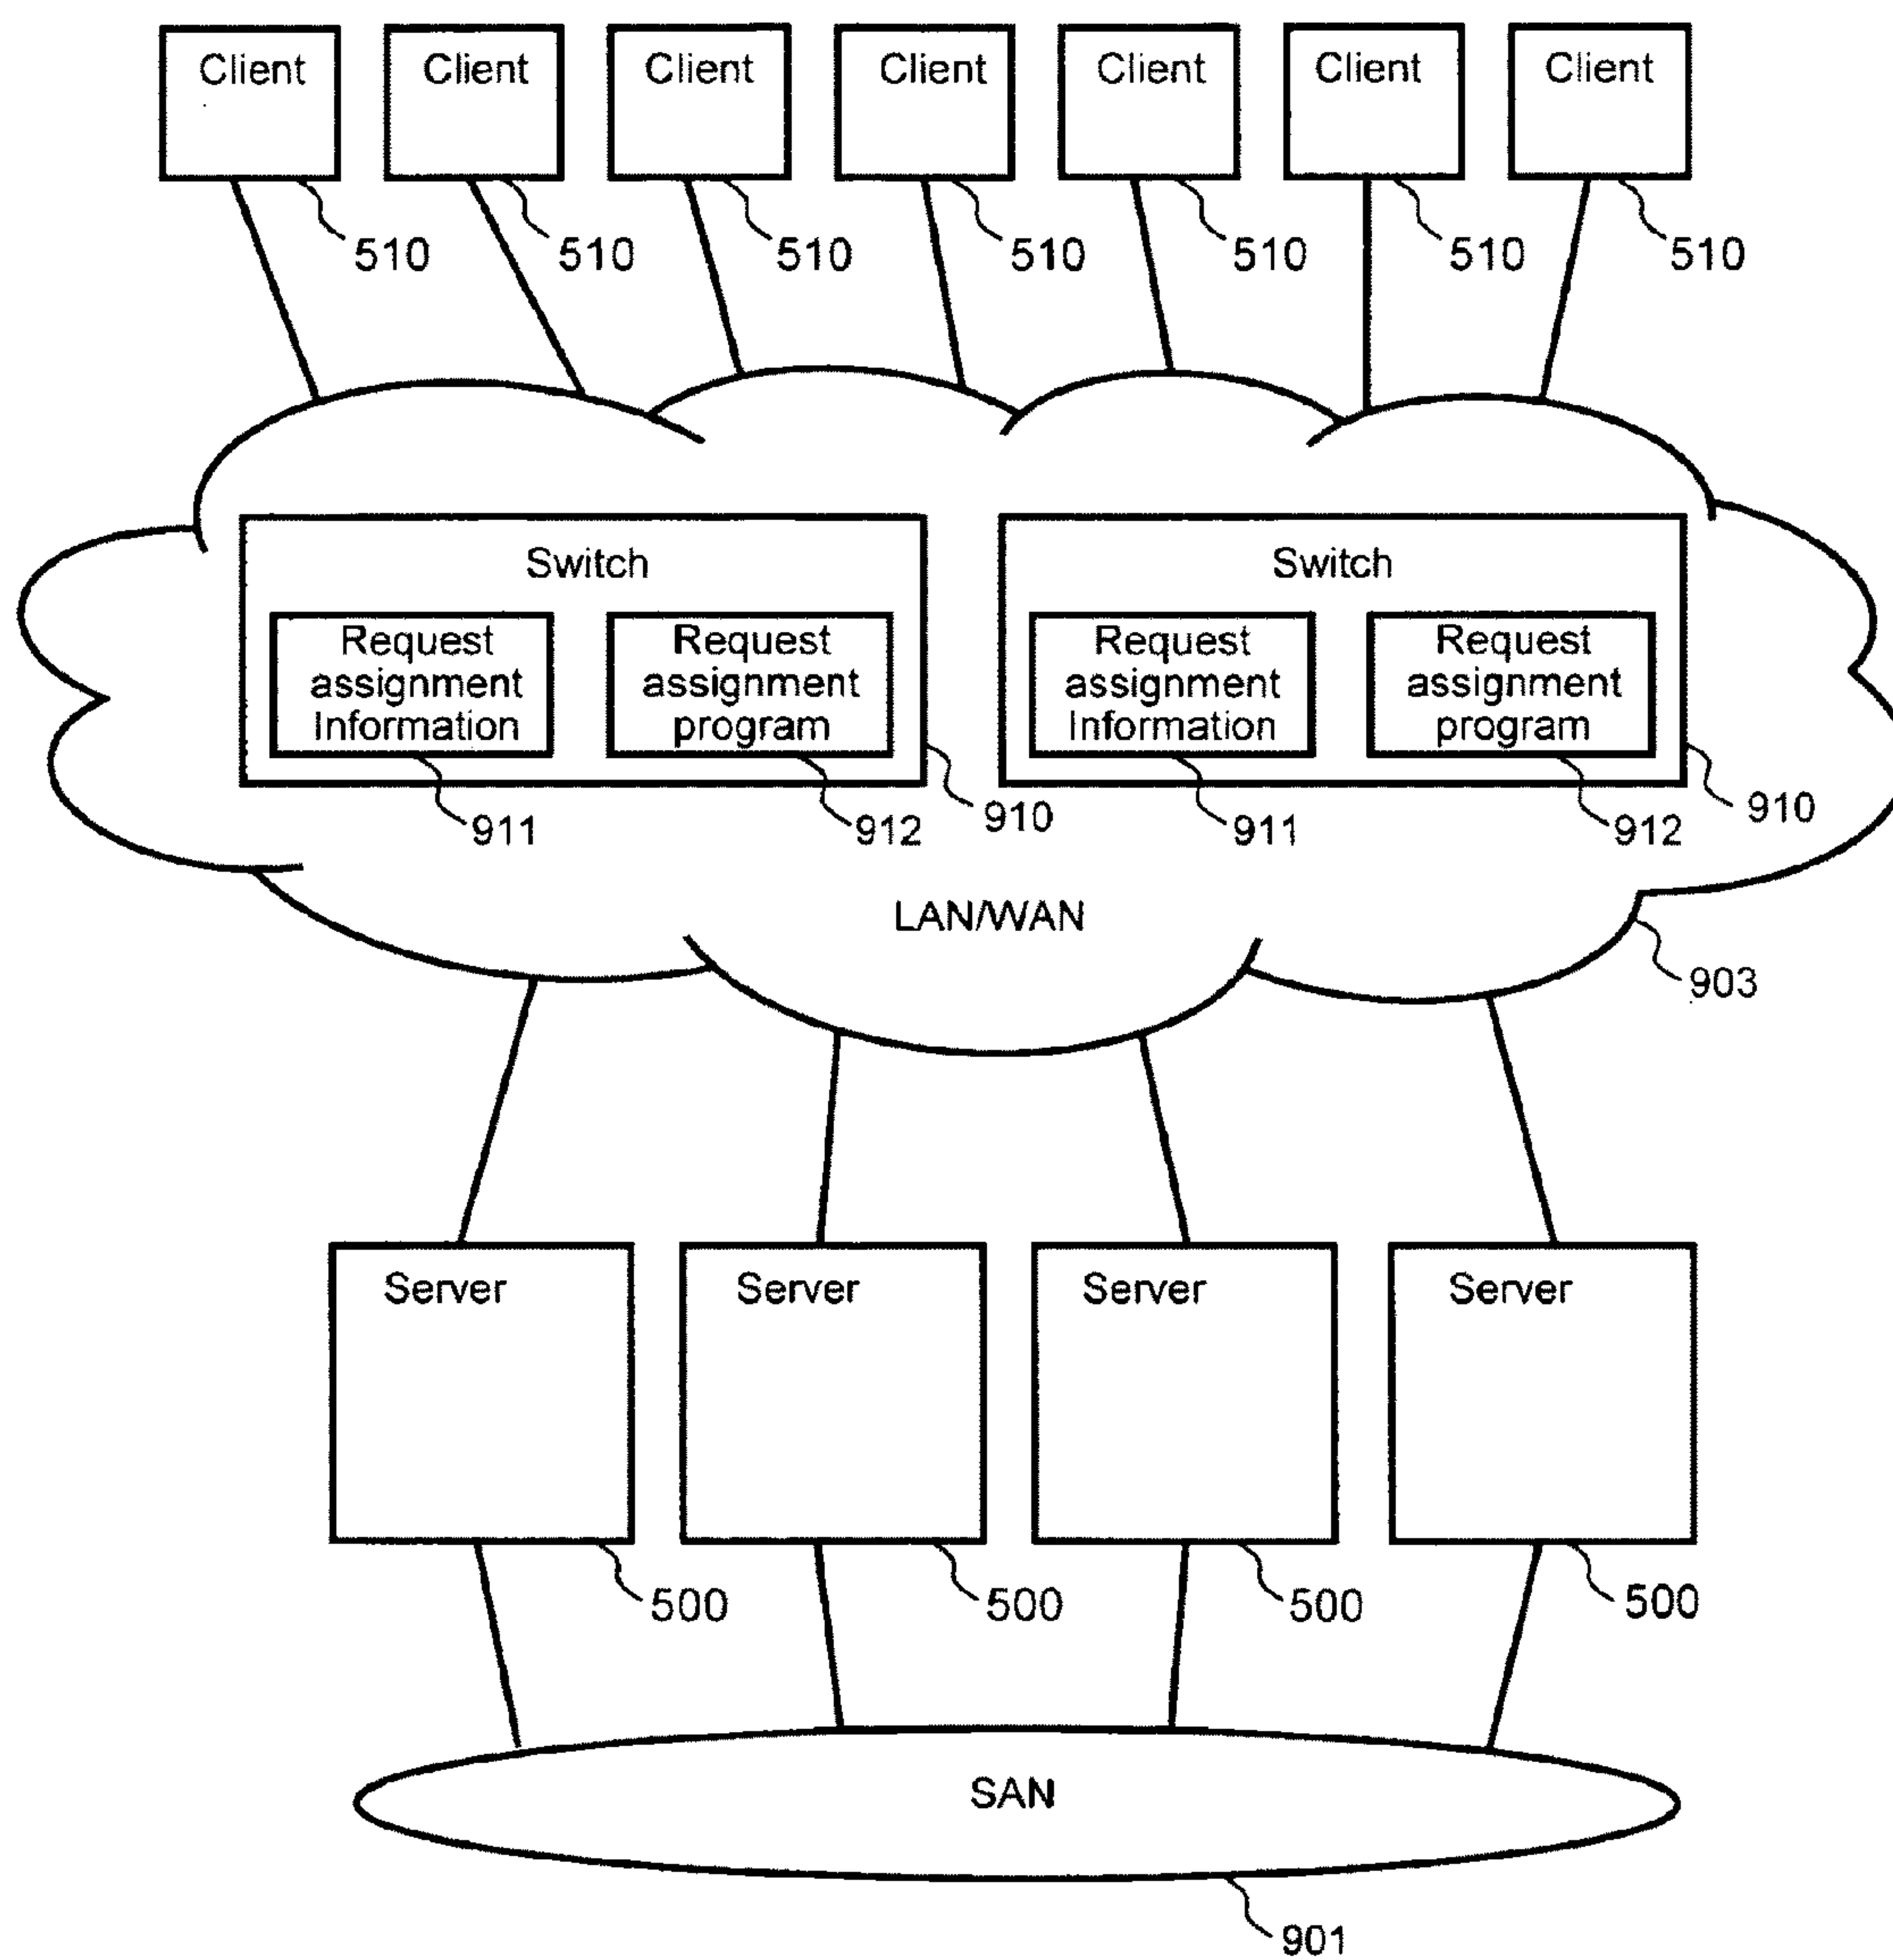 Client Client Client Client Client Client Client
510 510 510 510 510 510 510
Switch Switch
Request Request Request Request
assignment assignment assignment assignment
Information program Information program
911 912 910 911 912 910
LAN/WAN
903
Server Server Server Server
500 500 500 500
SAN
901